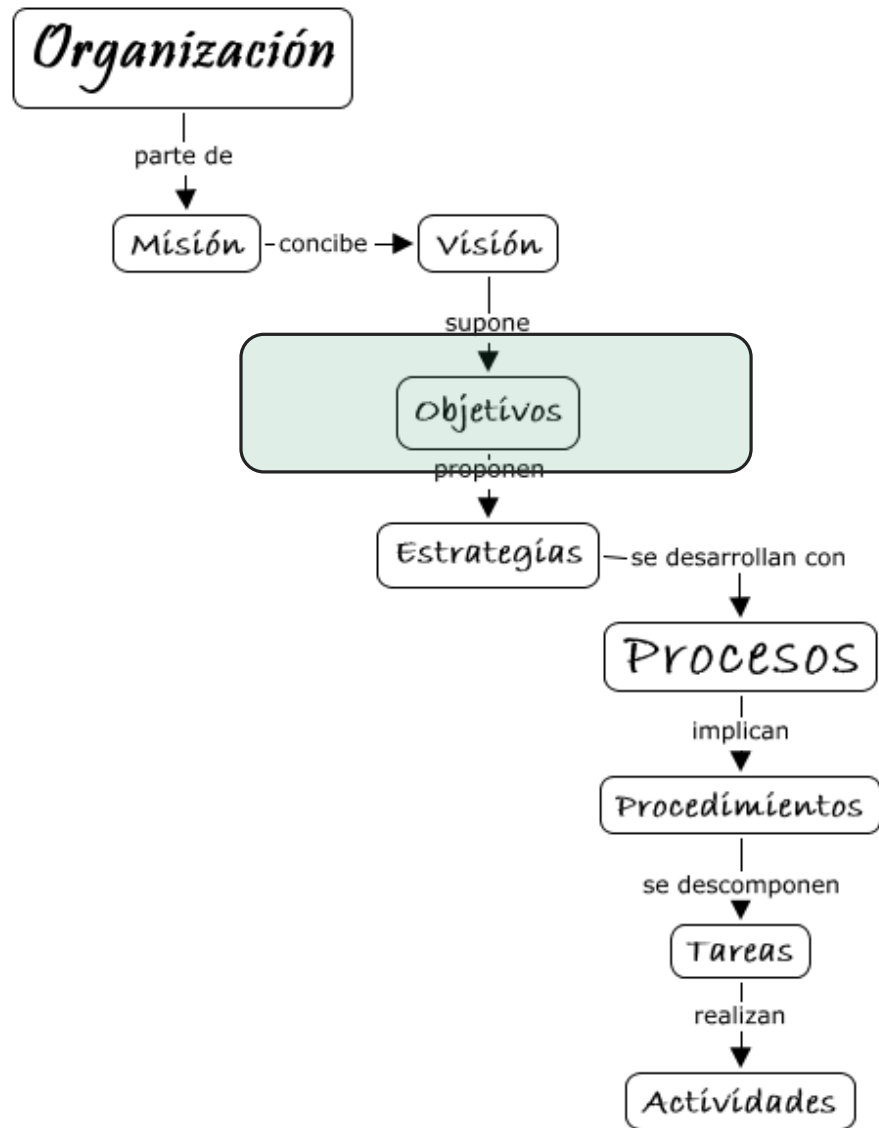 Organización
parte de
Misión
concibe
Visión
supone
Objetivos
proponen
Estrategias
se desarrollan con
Procesos
implican
Procedimientos
se descomponen
Tareas
realizan
Actividades